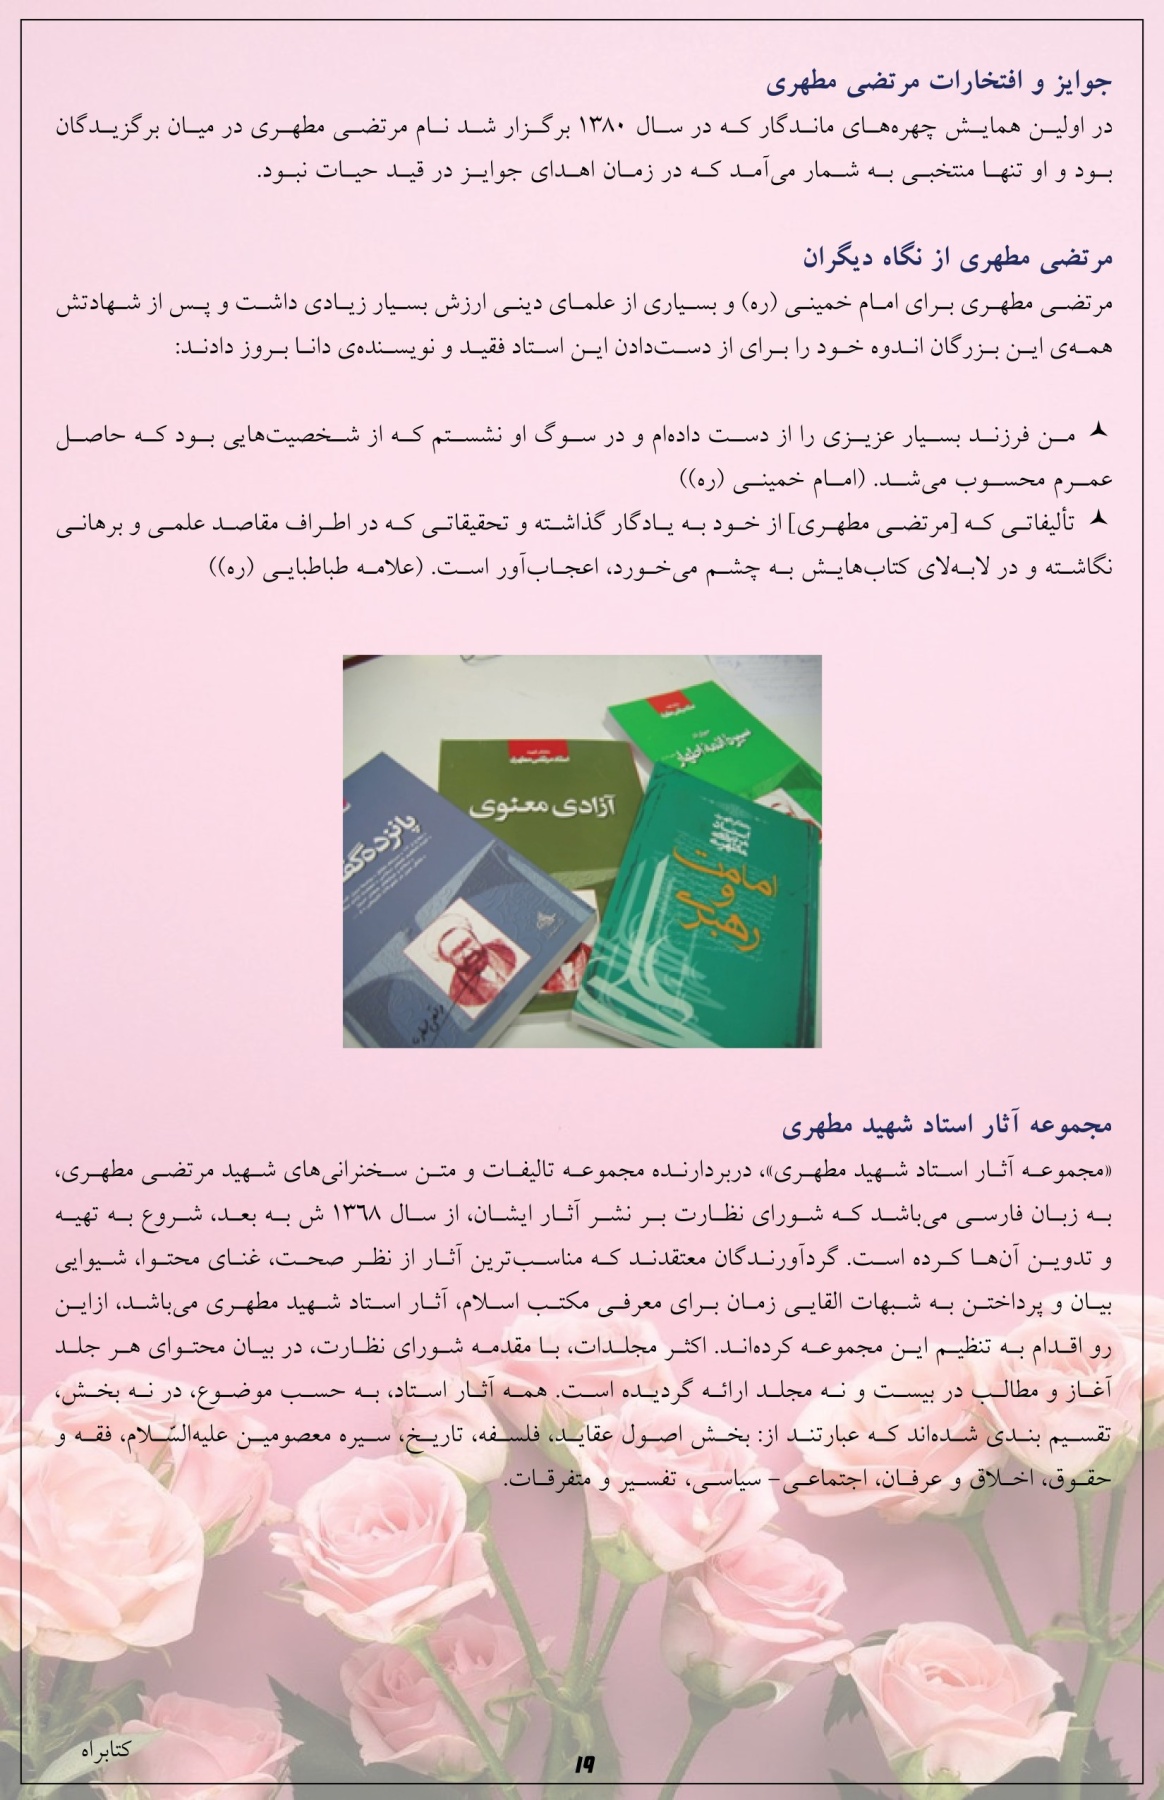 جوایز و افتخارات مرتضی مطهری
در اولین همایش چهره‌های ماندگار که در سال ۱۳۸۰ برگزار شد نام مرتضی مطهری در میان برگزیدگان
بود و او تنها منتخبی به شمار می‌آمد که در زمان اهدای جوایز در قید حیات نبود.
مرتضی مطهری از نگاه دیگران
مرتضی مطهری برای امام خمینی (ره) و بسیاری از علمای دینی ارزش بسیار زیادی داشت و پس از شهادتش
همه‌ی این بزرگان اندوه خود را برای از دست‌دادن این استاد فقید و نویسنده‌ی دانا بروز دادند:
من فرزند بسیار عزیزی را از دست داده‌ام و در سوگ او نشستم که از شخصیت‌هایی بود که حاصل
عمرم محسوب می‌شد. (امام خمینی (ره))
تألیفاتی که [مرتضی مطهری] از خود به یادگار گذاشته و تحقیقاتی که در اطراف مقاصد علمی و برهانی
نگاشته و در لابه‌لای کتاب‌هایش به چشم می‌خورد، اعجاب‌آور است. (علامه طباطبایی (ره))
سیره ائمه اطهار
آزادی معنوی
امامت و رهبری
مجموعه آثار استاد شهید مطهری
«مجموعه آثار استاد شهید مطهری»، دربردارنده مجموعه تالیفات و متن سخنرانی‌های شهید مرتضی مطهری،
به زبان فارسی می‌باشد که شورای نظارت بر نشر آثار ایشان، از سال ۱۳۶۸ ش به بعد، شروع به تهیه
و تدوین آن‌ها کرده است. گردآورندگان معتقدند که مناسب‌ترین آثار از نظر صحت، غنای محتوا، شیوایی
بیان و پرداختن به شبهات القایی زمان برای معرفی مکتب اسلام، آثار استاد شهید مطهری می‌باشد، ازاین
رو اقدام به تنظیم این مجموعه کرده‌اند. اکثر مجلدات، با مقدمه شورای نظارت، در بیان محتوای هر جلد
آغاز و مطالب در بیست و نه مجلد ارائه گردیده است. همه آثار استاد، به حسب موضوع، در نه بخش،
تقسیم بندی شده‌اند که عبارتند از: بخش اصول عقاید، فلسفه، تاریخ، سیره معصومین علیه‌السّلام، فقه و
حقوق، اخلاق و عرفان، اجتماعی- سیاسی، تفسیر و متفرقات.
کتابراه
۱۹